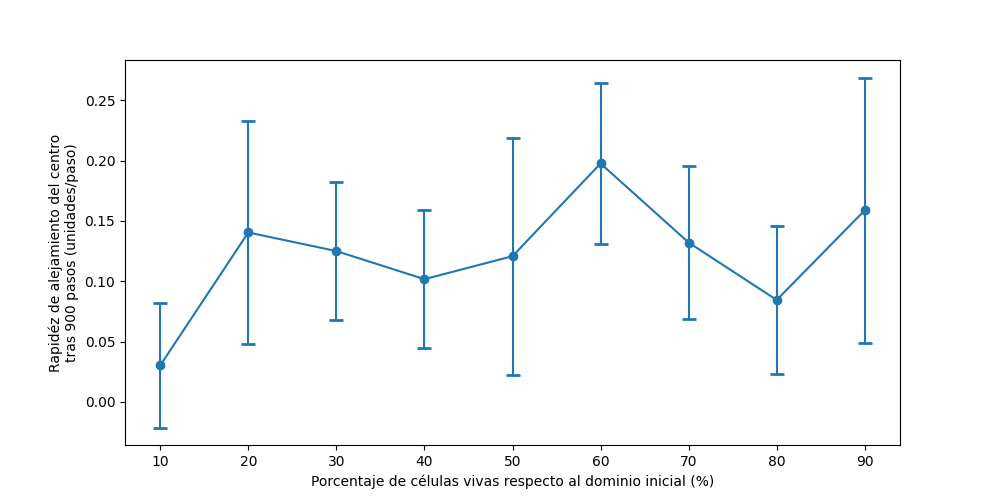 Rapidéz de alejamiento del centro
tras 900 pasos (unidades/paso)
0.25
0.20
0.15
0.10
0.05
0.00
10 20 30 40 50 60 70 80 90
Porcentaje de células vivas respecto al dominio inicial (%)